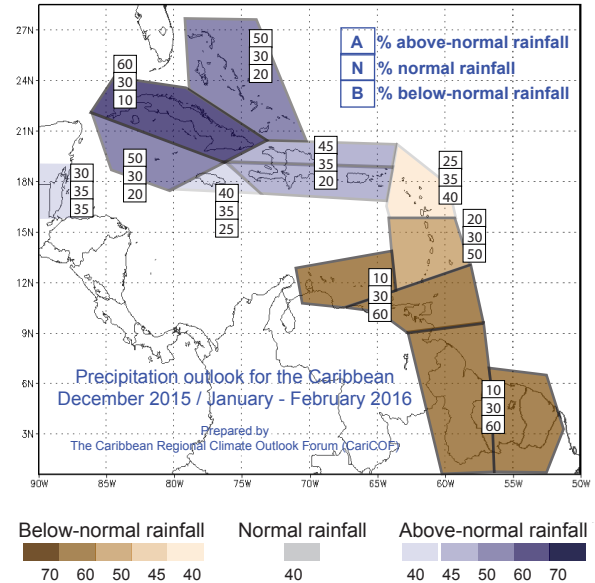 27N
24N
21N
18N
15N
12N
9N
6N
3N
50
30
20
60
30
10
A % above-normal rainfall
N % normal rainfall
B % below-normal rainfall
45
35
20
30
35
35
50
30
20
40
35
25
25
35
40
20
30
50
10
30
60
10
30
60
Precipitation outlook for the Caribbean
December 2015 / January - February 2016
Prepared by
The Caribbean Regional Climate Outlook Forum (CariCOF)
90W 85W 80W 75W 70W 65W 60W 55W 50W
Below-normal rainfall Normal rainfall Above-normal rainfall
70 60 50 45 40 40 40 45 50 60 70